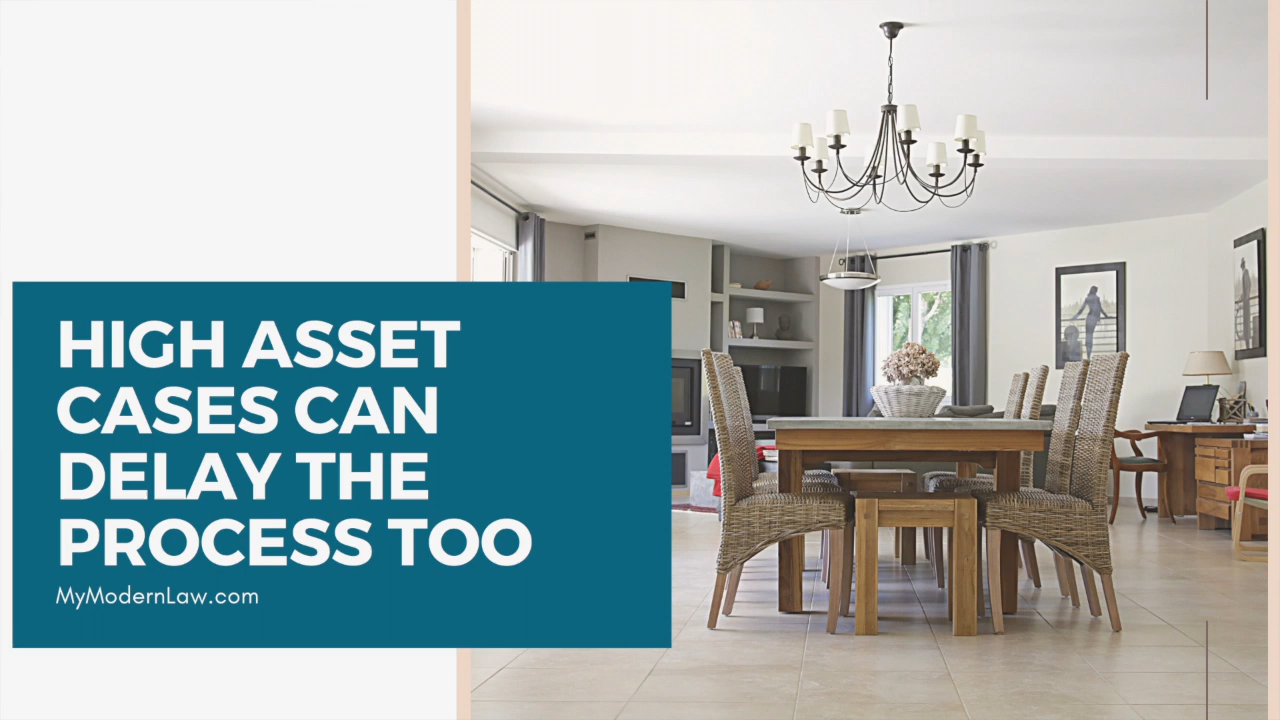 HIGH ASSET
CASES CAN
DELAY THE
PROCESS TOO
MyModernLaw.com